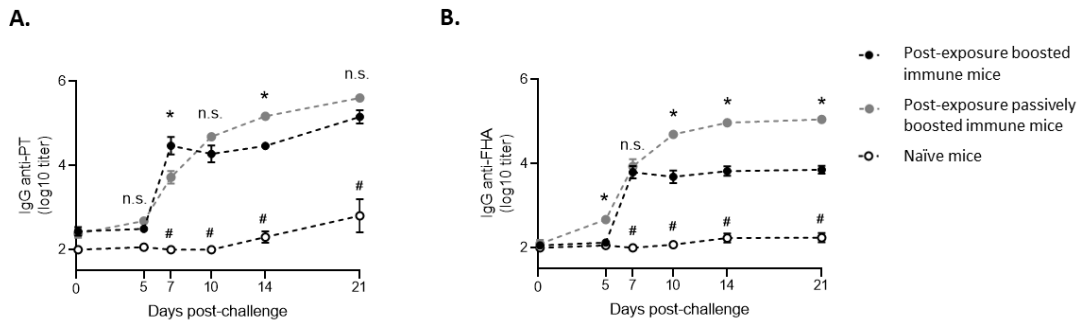 A.
B.
n.s.
6
*
n.s.
*
n.s.
4
n.s.
#
#
#
#
2
IgG anti-PT
(log10 titer)
0
5
7
10
14
21
Days post-challenge
6
*
*
*
n.s.
4
*
#
#
#
#
2
IgG anti-FHA
(log10 titer)
0
5
7
10
14
21
Days post-challenge
Post-exposure boosted
immune mice
Post-exposure passively
boosted immune mice
Naïve mice